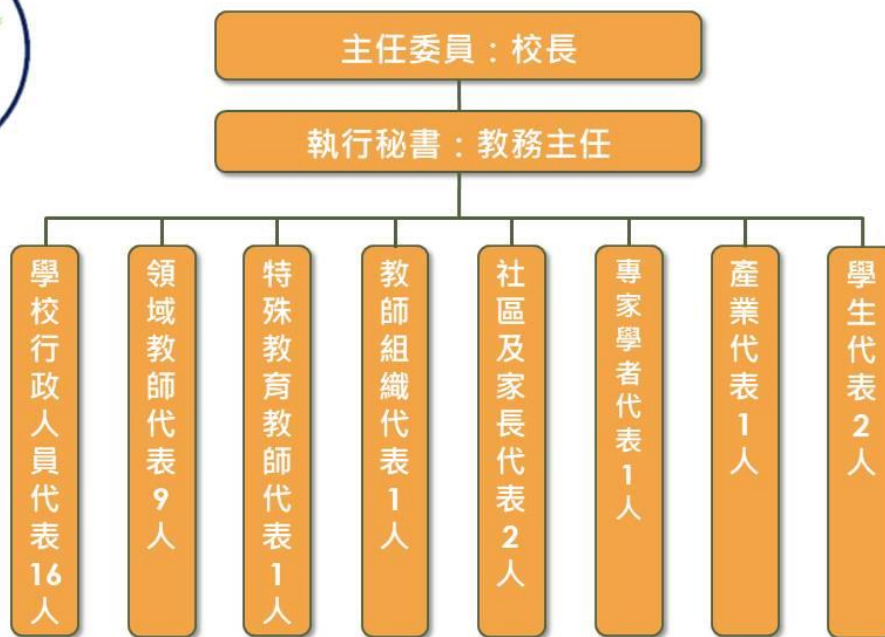 主任委員：校長
執行秘書：教務主任
學校行政人員代表16人
領域教師代表9人
特殊教育教師代表1人
教師組織代表1人
社區及家長代表2人
專家學者代表1人
產業代表1人
學生代表2人